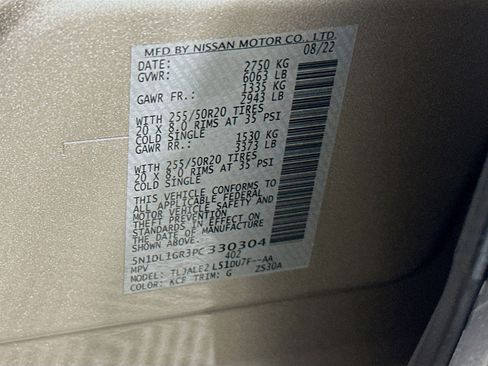 MFD BY NISSAN MOTOR CO., LTD.
DATE: 08/22
GVWR: 2750 KG
6063 LB
GAWR FR.: 1335 KG
2943 LB
WITH 255/50R20 TIRES
20 X 8.0 RIMS AT 35 PSI
COLD SINGLE
GAWR RR.: 1530 KG
3373 LB
WITH 255/50R20 TIRES
20 X 8.0 RIMS AT 35 PSI
COLD SINGLE
THIS VEHICLE CONFORMS TO
ALL APPLICABLE FEDERAL
MOTOR VEHICLE SAFETY AND
THEFT PREVENTION
STANDARDS IN EFFECT ON
THE DATE OF MANUFACTURE
SHOWN ABOVE.
5N1DL1GR3PC330304
MPV 402
MODEL: TLJALE2 L51DU7F--AA
COLOR: KCF TRIM: G ZS30A